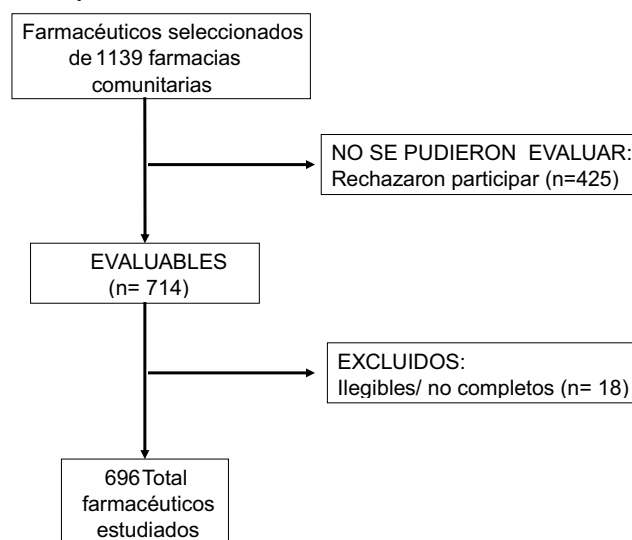 Farmacéuticos seleccionados
de 1139 farmacias
comunitarias
NO SE PUDIERON EVALUAR:
Rechazaron participar (n=425)
EVALUABLES
(n= 714)
EXCLUIDOS:
Ilegibles/ no completos (n= 18)
696 Total
farmacéuticos
estudiados